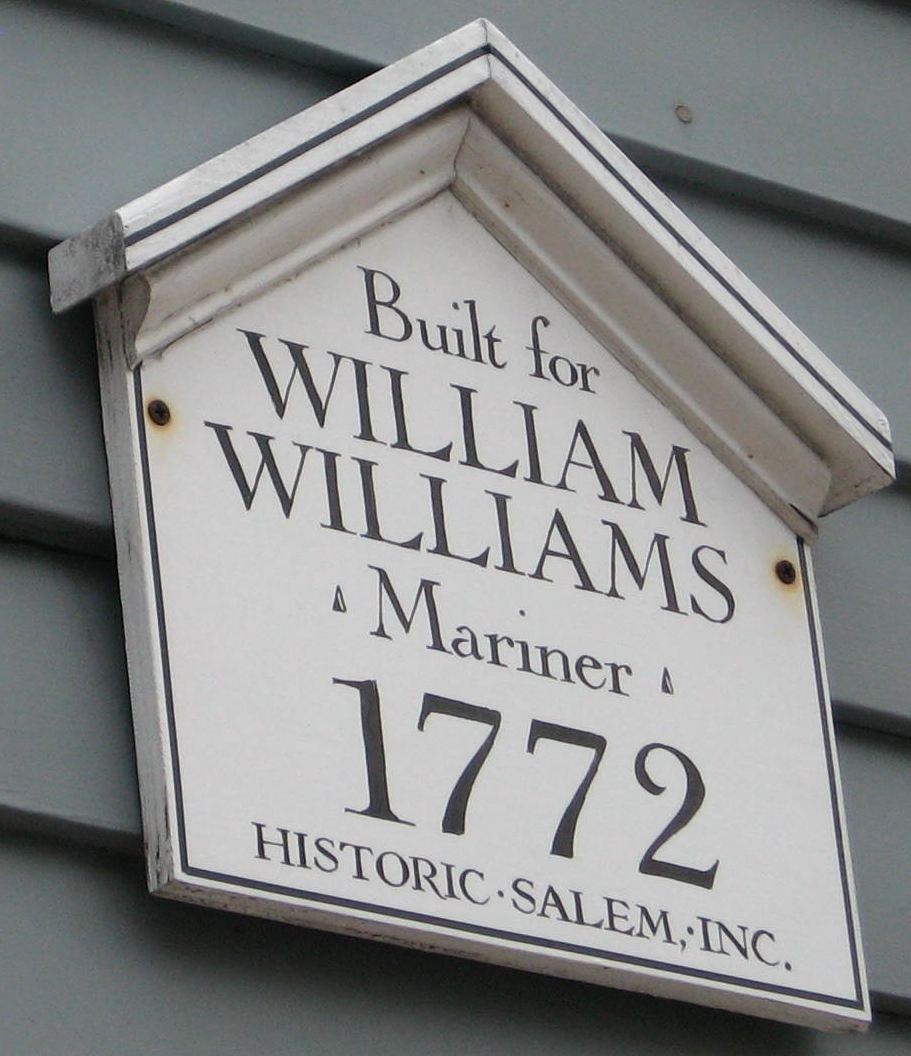 Built for
WILLIAM
WILLIAMS
Mariner
1772
HISTORIC·SALEM,·INC.